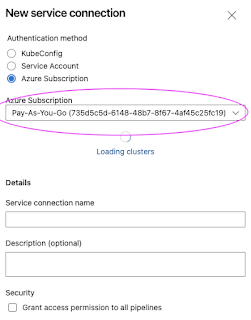 New service connection
Authentication method
KubeConfig
Service Account
Azure Subscription
Azure Subscription
Pay-As-You-Go (735d5c5d-6148-48b7-8f67-4af45c25fc19)
Loading clusters
Details
Service connection name
Description (optional)
Security
Grant access permission to all pipelines